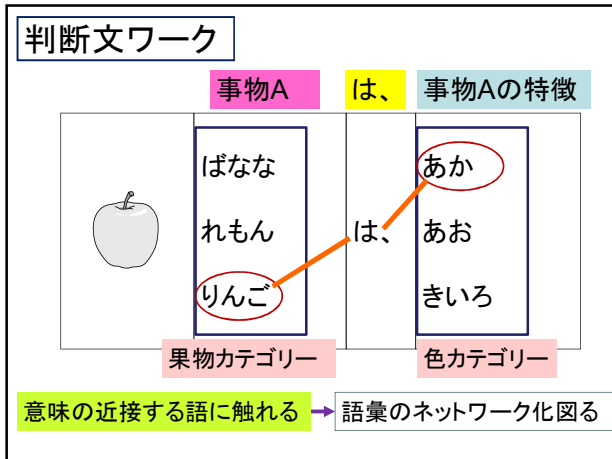 判断文ワーク
事物A は、 事物Aの特徴
ばなな あか
れもん は、 あお
りんご きいろ
果物カテゴリー 色カテゴリー
意味の近接する語に触れる 語彙のネットワーク化図る